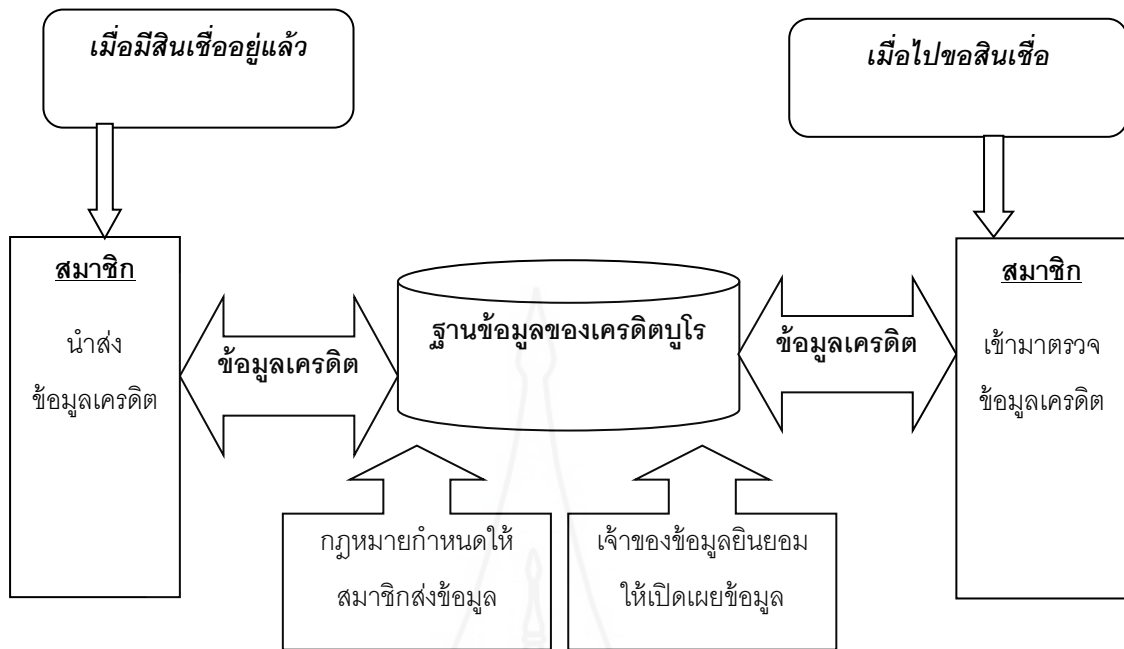 เมื่อมีสินเชื่ออยู่แล้ว
เมื่อไปขอสินเชื่อ
สมาชิก
นำส่ง
ข้อมูลเครดิต
ข้อมูลเครดิต
ฐานข้อมูลของเครดิตบูโร
ข้อมูลเครดิต
สมาชิก
เข้ามาตรวจ
ข้อมูลเครดิต
กฎหมายกำหนดให้
สมาชิกส่งข้อมูล
เจ้าของข้อมูลยินยอม
ให้เปิดเผยข้อมูล